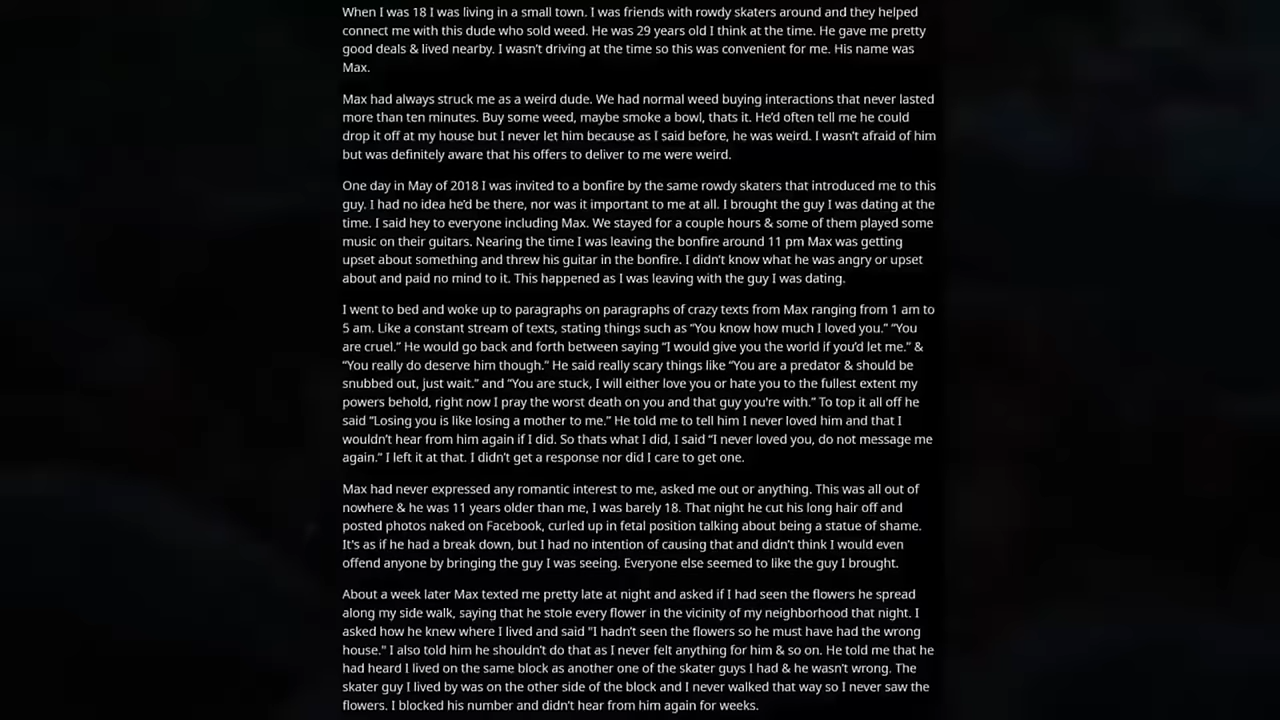 When I was 18 I was living in a small town. I was friends with rowdy skaters around and they helped
connect me with this dude who sold weed. He was 29 years old I think at the time. He gave me pretty
good deals & lived nearby. I wasn’t driving at the time so this was convenient for me. His name was
Max.
Max had always struck me as a weird dude. We had normal weed buying interactions that never lasted
more than ten minutes. Buy some weed, maybe smoke a bowl, thats it. He’d often tell me he could
drop it off at my house but I never let him because as I said before, he was weird. I wasn’t afraid of him
but was definitely aware that his offers to deliver to me were weird.
One day in May of 2018 I was invited to a bonfire by the same rowdy skaters that introduced me to this
guy. I had no idea he’d be there, nor was it important to me at all. I brought the guy I was dating at the
time. I said hey to everyone including Max. We stayed for a couple hours & some of them played some
music on their guitars. Nearing the time I was leaving the bonfire around 11 pm Max was getting
upset about something and threw his guitar in the bonfire. I didn’t know what he was angry or upset
about and paid no mind to it. This happened as I was leaving with the guy I was dating.
I went to bed and woke up to paragraphs on paragraphs of crazy texts from Max ranging from 1 am to
5 am. Like a constant stream of texts, stating things such as “You know how much I loved you.” “You
are cruel.” He would go back and forth between saying “I would give you the world if you’d let me.” &
“You really do deserve him though.” He said really scary things like “You are a predator & should be
snubbed out, just wait.” and “You are stuck, I will either love you or hate you to the fullest extent my
powers behold, right now I pray the worst death on you and that guy you're with.” To top it all off he
said “Losing you is like losing a mother to me.” He told me to tell him I never loved him and that I
wouldn’t hear from him again if I did. So thats what I did, I said “I never loved you, do not message me
again.” I left it at that. I didn’t get a response nor did I care to get one.
Max had never expressed any romantic interest to me, asked me out or anything. This was all out of
nowhere & he was 11 years older than me, I was barely 18. That night he cut his long hair off and
posted photos naked on Facebook, curled up in fetal position talking about being a statue of shame.
It's as if he had a break down, but I had no intention of causing that and didn’t think I would even
offend anyone by bringing the guy I was seeing. Everyone else seemed to like the guy I brought.
About a week later Max texted me pretty late at night and asked if I had seen the flowers he spread
along my side walk, saying that he stole every flower in the vicinity of my neighborhood that night. I
asked how he knew where I lived and said "I hadn’t seen the flowers so he must have had the wrong
house.” I also told him he shouldn’t do that as I never felt anything for him & so on. He told me that he
had heard I lived on the same block as another one of the skater guys I had & he wasn’t wrong. The
skater guy I lived by was on the other side of the block and I never walked that way so I never saw the
flowers. I blocked his number and didn’t hear from him again for weeks.